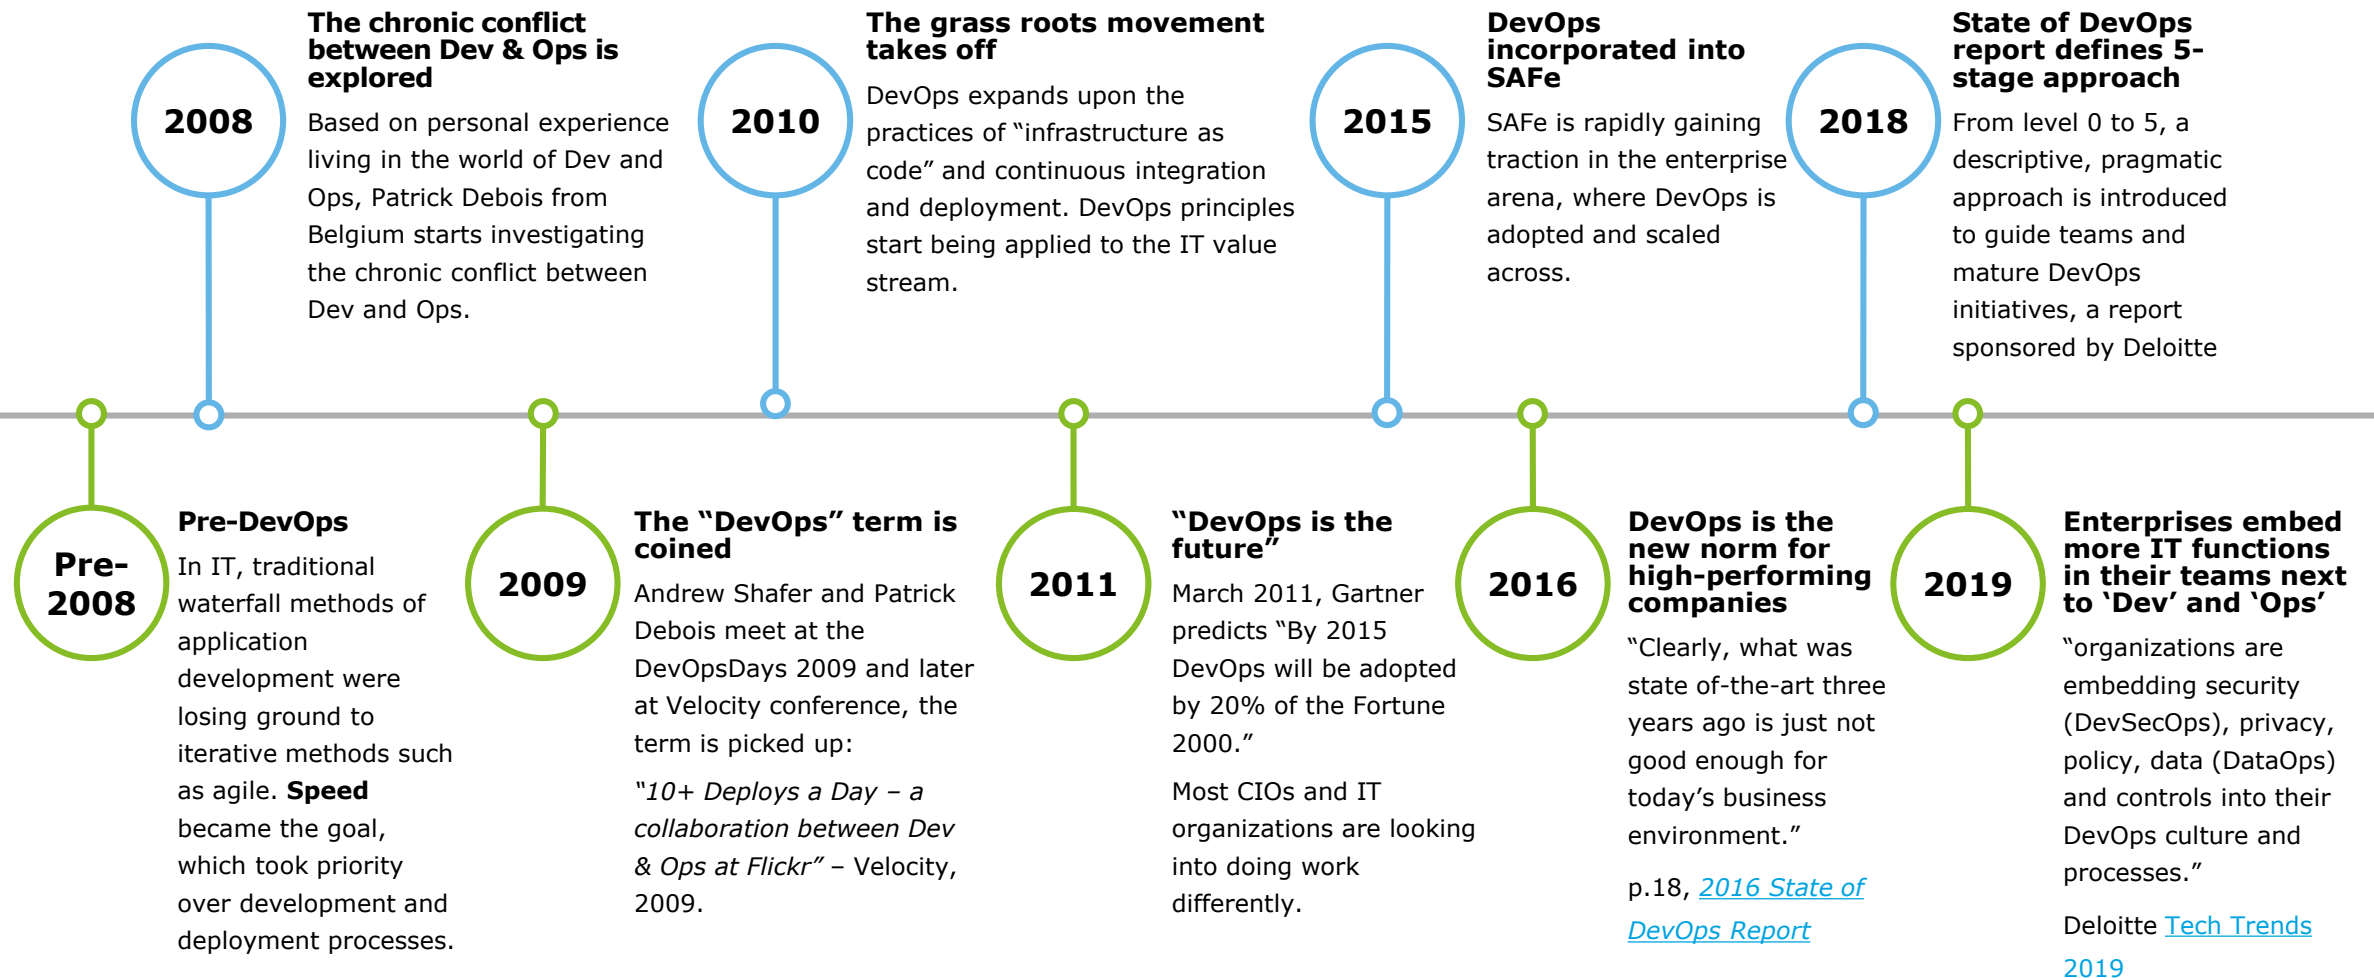 2008
The chronic conflict
between Dev & Ops is
explored
Based on personal experience
living in the world of Dev and
Ops, Patrick Debois from
Belgium starts investigating
the chronic conflict between
Dev and Ops.
2010
The grass roots movement
takes off
DevOps expands upon the
practices of “infrastructure as
code” and continuous integration
and deployment. DevOps principles
start being applied to the IT value
stream.
2015
DevOps
incorporated into
SAFe
SAFe is rapidly gaining
traction in the enterprise
arena, where DevOps is
adopted and scaled
across.
2018
State of DevOps
report defines 5-
stage approach
From level 0 to 5, a
descriptive, pragmatic
approach is introduced
to guide teams and
mature DevOps
initiatives, a report
sponsored by Deloitte
Pre-
2008
Pre-DevOps
In IT, traditional
waterfall methods of
application
development were
losing ground to
iterative methods such
as agile. Speed
became the goal,
which took priority
over development and
deployment processes.
2009
The “DevOps” term is
coined
Andrew Shafer and Patrick
Debois meet at the
DevOpsDays 2009 and later
at Velocity conference, the
term is picked up:
“10+ Deploys a Day – a
collaboration between Dev
& Ops at Flickr” – Velocity,
2009.
2011
“DevOps is the
future”
March 2011, Gartner
predicts “By 2015
DevOps will be adopted
by 20% of the Fortune
2000.”
Most CIOs and IT
organizations are looking
into doing work
differently.
2016
DevOps is the
new norm for
high-performing
companies
“Clearly, what was
state of-the-art three
years ago is just not
good enough for
today’s business
environment.”
p.18, 2016 State of
DevOps Report
2019
Enterprises embed
more IT functions
in their teams next
to ‘Dev’ and ‘Ops’
“organizations are
embedding security
(DevSecOps), privacy,
policy, data (DataOps)
and controls into their
DevOps culture and
processes.”
Deloitte Tech Trends
2019